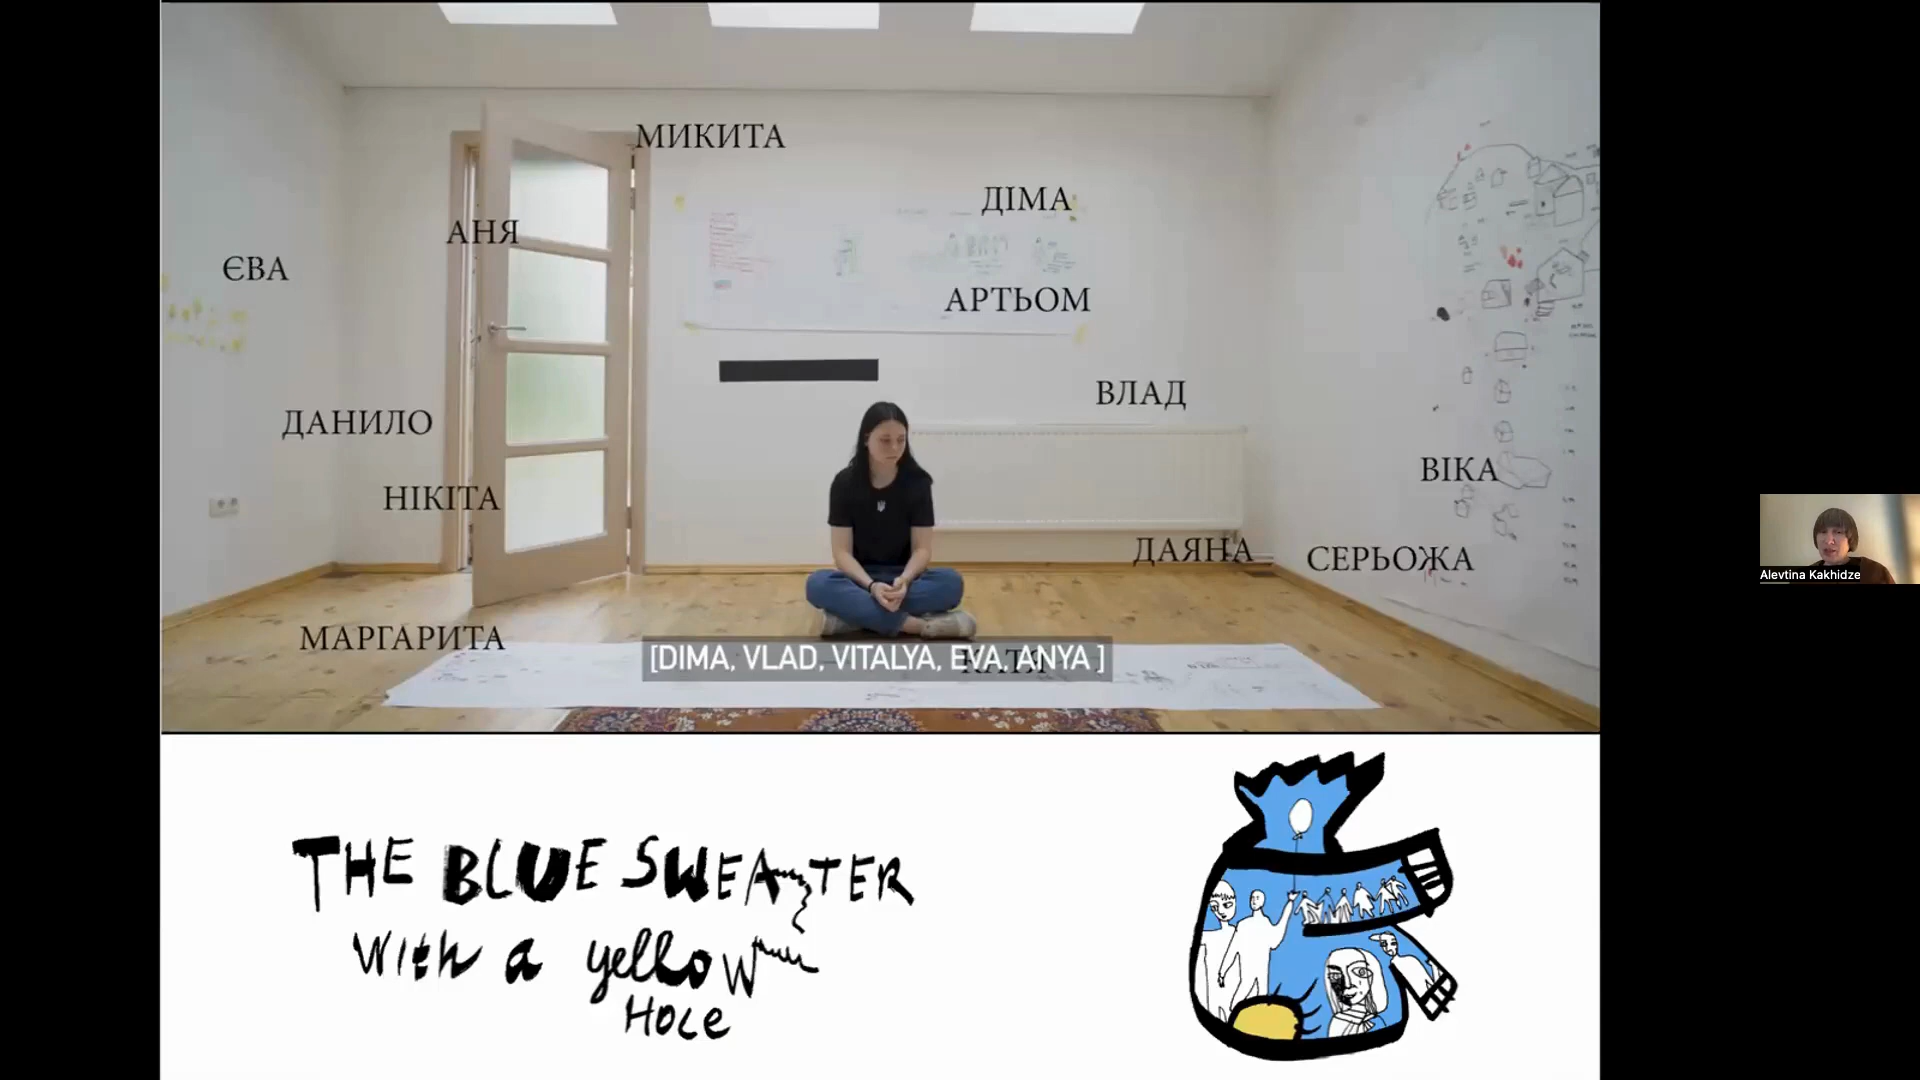 МИКИТА
ДІМА
АНЯ
ЄВА
АРТЬОМ
ВЛАД
ДАНИЛО
ВІКА
НІКІТА
ДАЯНА
СЕРЬОЖА
МАРГАРИТА
КАТЯ
[DIMA, VLAD, VITALYA, EVA, ANYA ]
Alevtina Kakhidze
THE BLUE SWEATER
with a yellow
HOLE